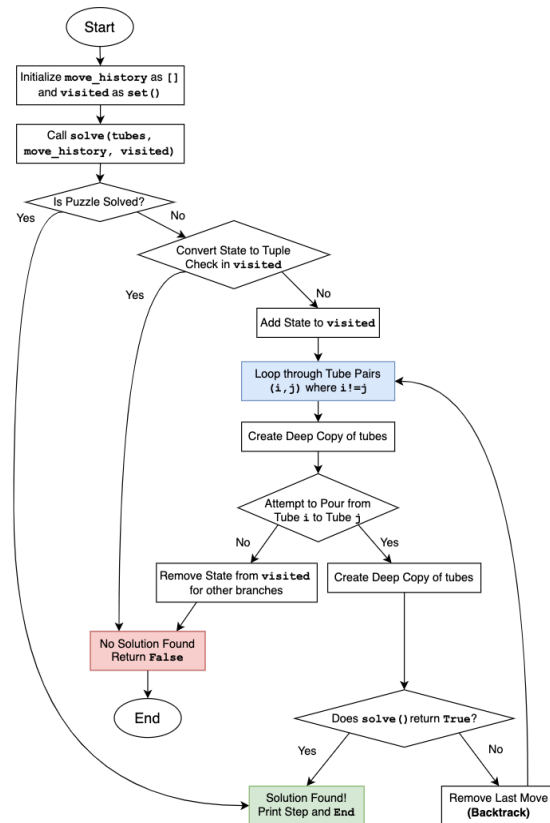 Start
Initialize move_history as []
and visited as set()
Call solve(tubes,
move_history, visited)
Is Puzzle Solved?
Yes
No
Convert State to Tuple
Check in visited
Yes
No
Add State to visited
Loop through Tube Pairs
(i,j) where i!=j
Create Deep Copy of tubes
Attempt to Pour from
Tube i to Tube j
No
Yes
Remove State from visited
for other branches
Create Deep Copy of tubes
No Solution Found
Return False
End
Does solve()return True?
Yes
No
Solution Found!
Print Step and End
Remove Last Move
(Backtrack)